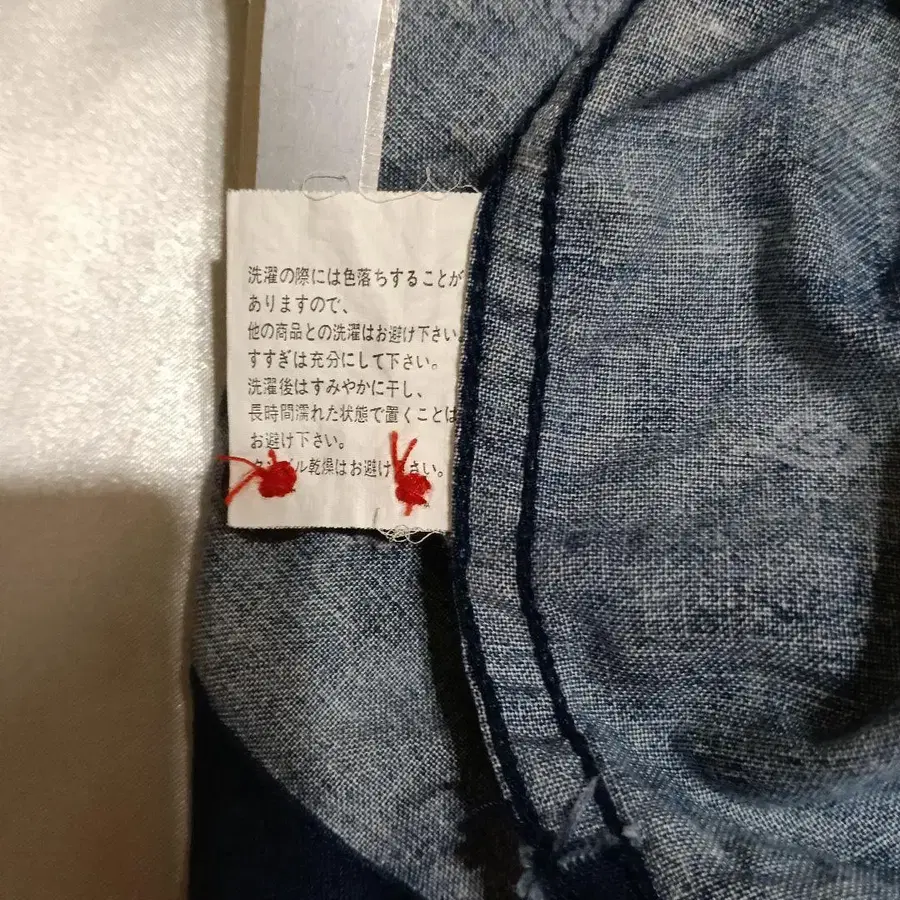 洗濯の際には色落ちすることが
ありますので、
他の商品との洗濯はお避け下さい。
すすぎは充分にして下さい。
洗濯後はすみやかに干し、
長時間濡れた状態で置くことは
お避け下さい。
ル乾燥はお避け さい。